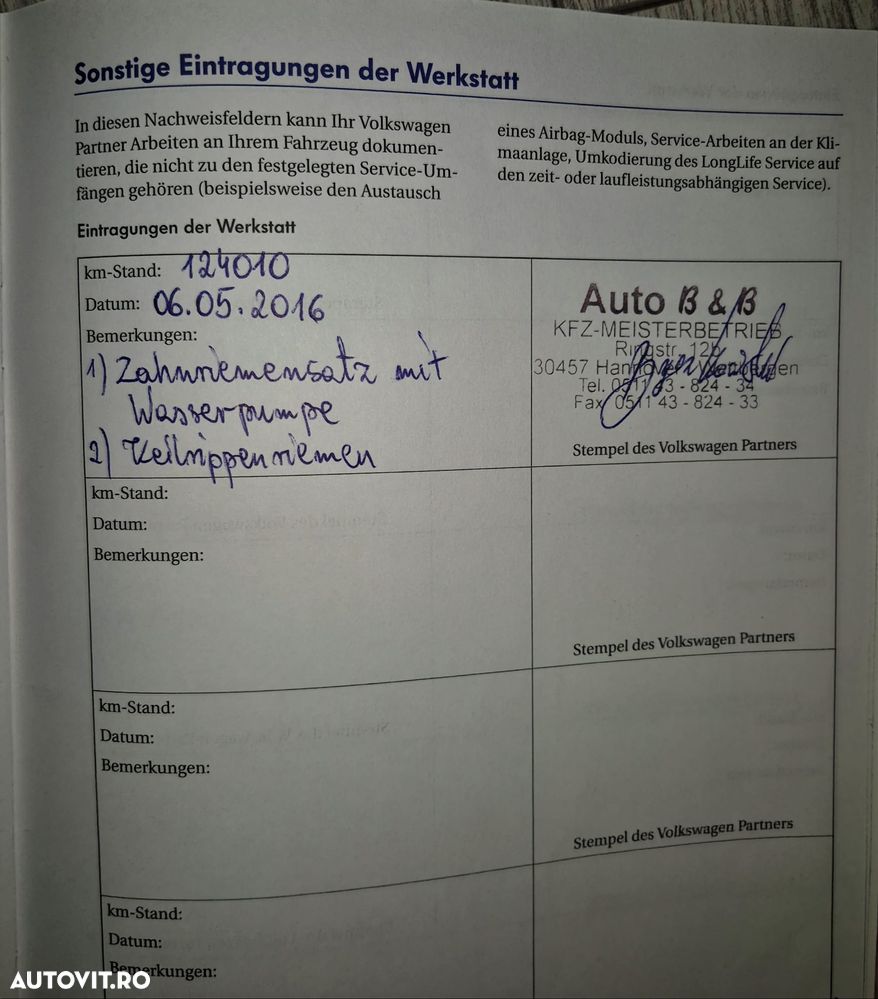 Sonstige Eintragungen der Werkstatt
In diesen Nachweisfeldern kann Ihr Volkswagen
Partner Arbeiten an Ihrem Fahrzeug dokumen-
tieren, die nicht zu den festgelegten Service-Um-
fängen gehören (beispielsweise den Austausch
eines Airbag-Moduls, Service-Arbeiten an der Kli-
maanlage, Umkodierung des LongLife Service auf
den zeit- oder laufleistungsabhängigen Service).
Eintragungen der Werkstatt
km-Stand: 124010
Datum: 06.05.2016
Bemerkungen:
1) Zahnriemensatz mit
Wasserpumpe
2) Keilrippenriemen
Auto B & B
KFZ-MEISTERBETRIEB
Ringstr. 12b
30457 Hannover
Tel. 0511 43 - 824 - 34
Fax 0511 43 - 824 - 33
Stempel des Volkswagen Partners
km-Stand:
Datum:
Bemerkungen:
Stempel des Volkswagen Partners
km-Stand:
Datum:
Bemerkungen:
Stempel des Volkswagen Partners
km-Stand:
Datum:
Bemerkungen:
AUTOVIT.RO